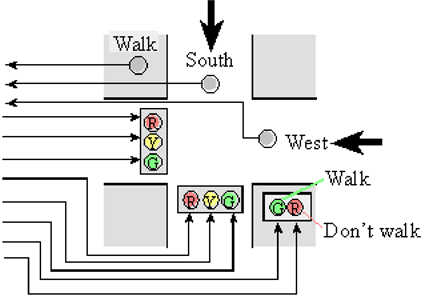 Walk
South
West
R
Y
G
Walk
R Y G
G R
Don't walk